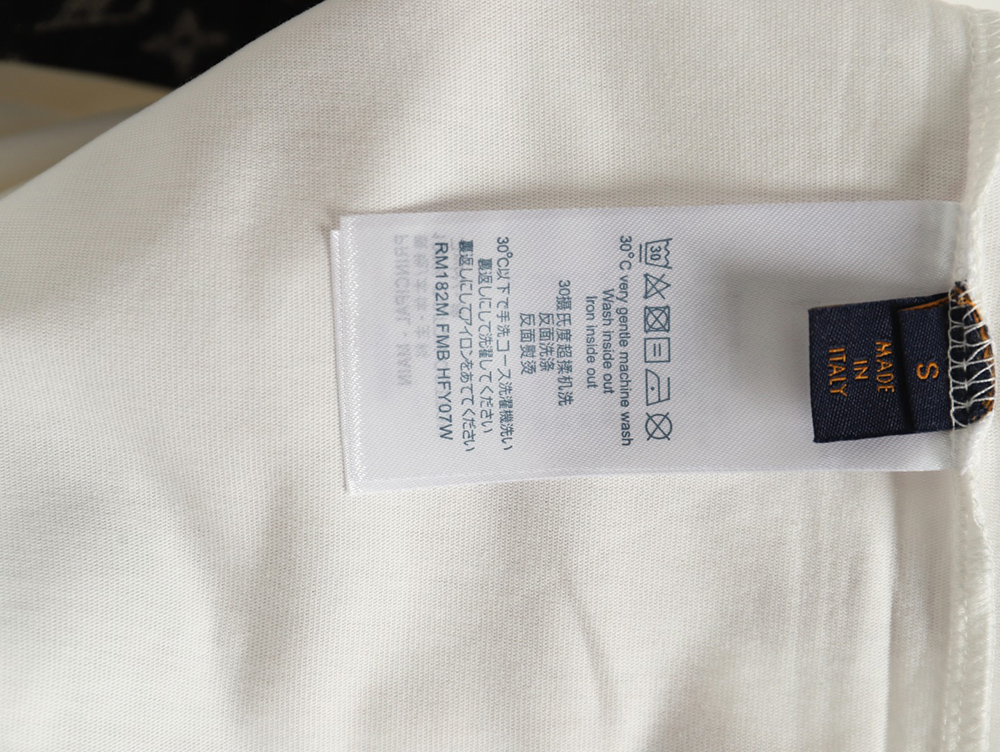 30
30°C very gentle machine wash
Wash inside out
Iron inside out
30摄氏度超揉机洗
反面洗涤
反面熨烫
30℃以下で手洗コース洗濯機洗い
裏返しにして洗濯してください
裏返しにしてアイロンをあててください
RM182M FMB HFY07W
S
MADE
IN
ITALY